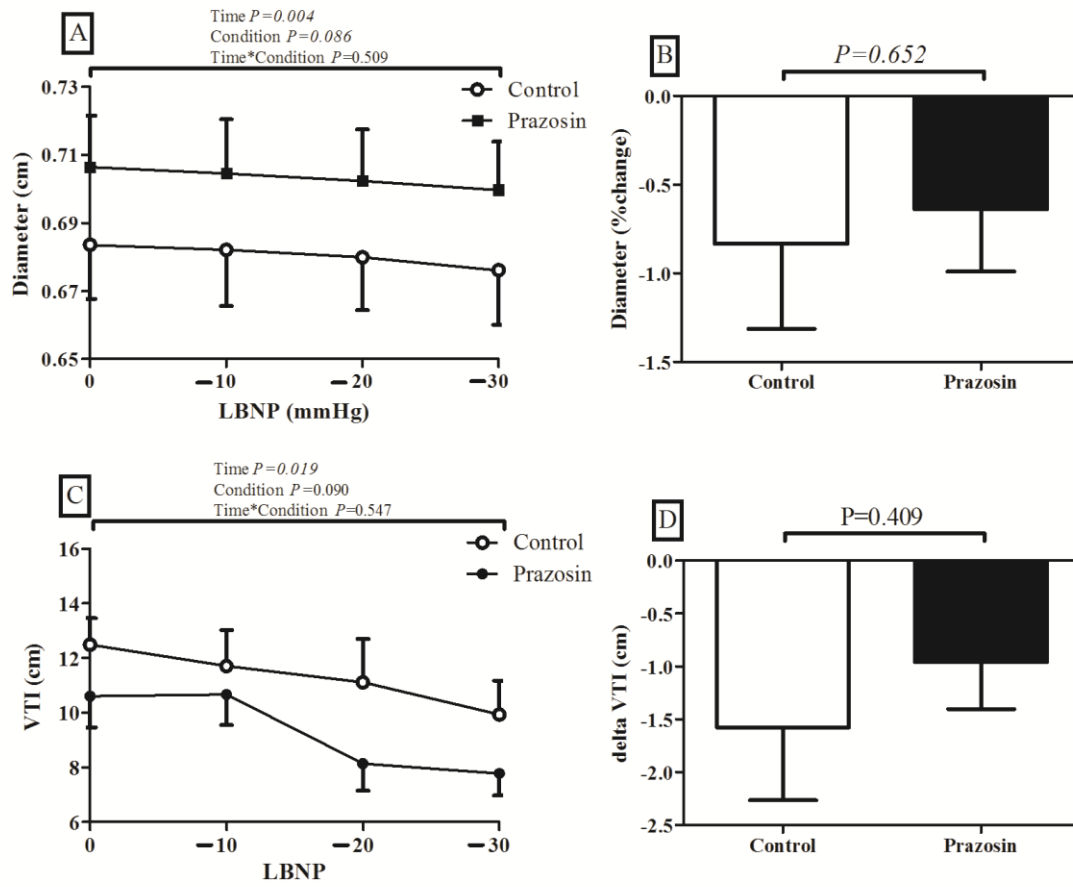 A
Time P=0.004
Condition P=0.086
Time*Condition P=0.509
Control
Prazosin
0.73
0.71
0.69
0.67
0.65
Diameter (cm)
0 −10 −20 −30
LBNP (mmHg)
B
P=0.652
0.0
-0.5
-1.0
-1.5
Diameter (%change)
Control Prazosin
C
Time P=0.019
Condition P=0.090
Time*Condition P=0.547
Control
Prazosin
16
14
12
10
8
6
VTI (cm)
0 −10 −20 −30
LBNP
D
P=0.409
0.0
-0.5
-1.0
-1.5
-2.0
-2.5
delta VTI (cm)
Control Prazosin